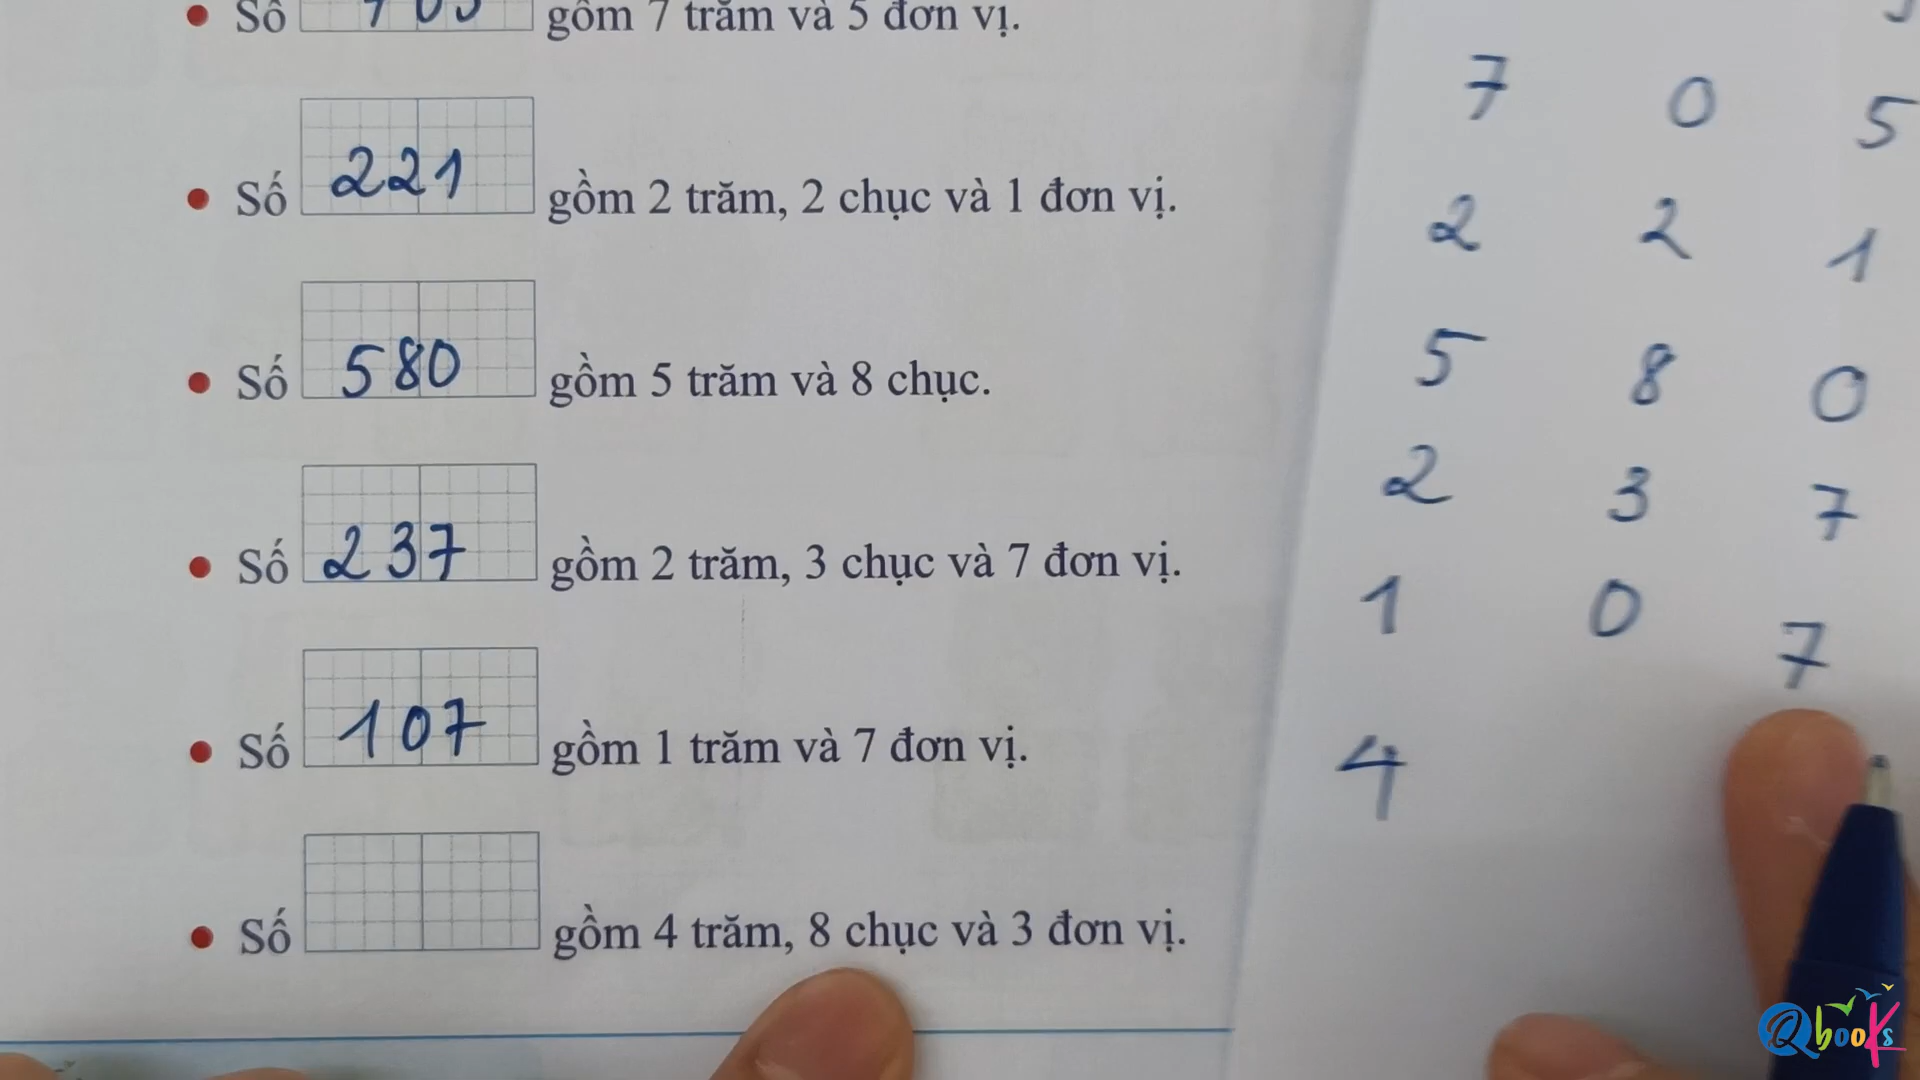 Số 705 gồm 7 trăm và 5 đơn vị.
Số 221 gồm 2 trăm, 2 chục và 1 đơn vị.
Số 580 gồm 5 trăm và 8 chục.
Số 237 gồm 2 trăm, 3 chục và 7 đơn vị.
Số 107 gồm 1 trăm và 7 đơn vị.
Số gồm 4 trăm, 8 chục và 3 đơn vị.
7 0 5
2 2 1
5 8 0
2 3 7
1 0 7
4
Qbooks